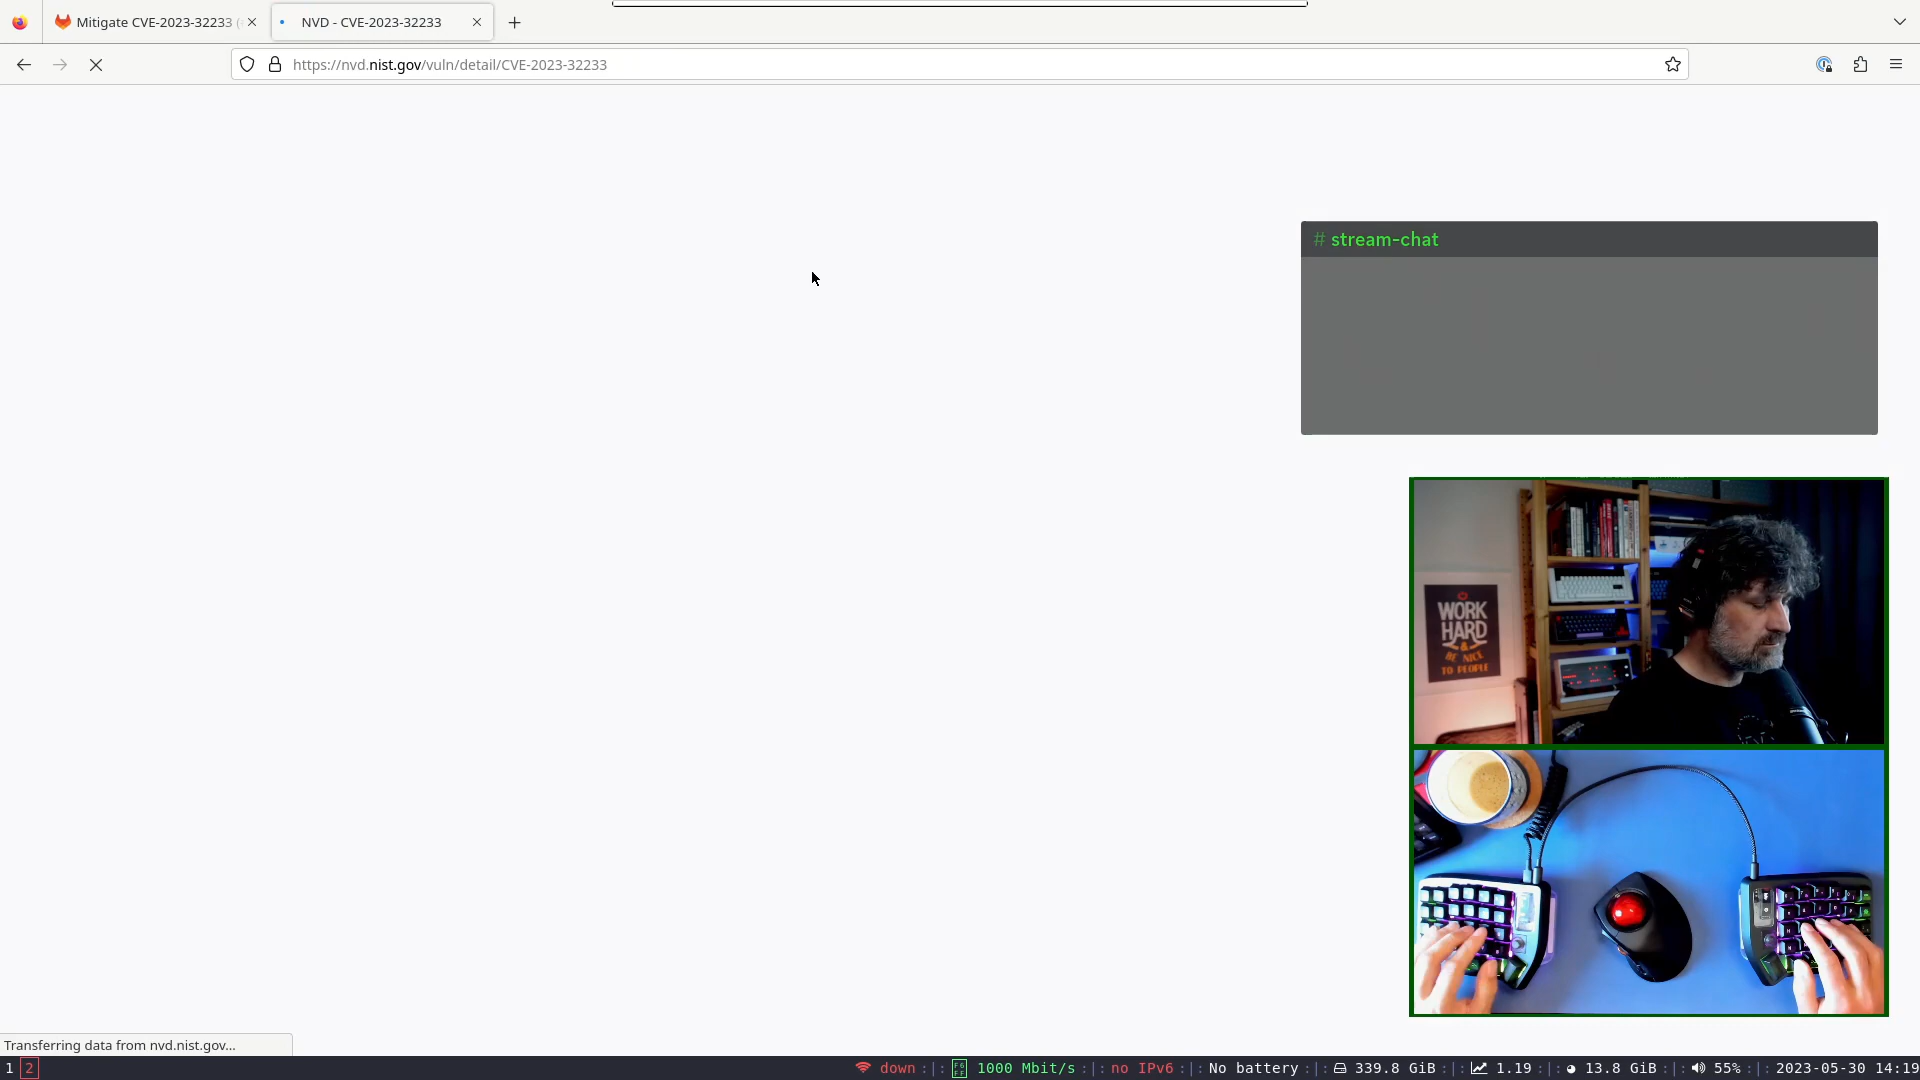 Mitigate CVE-2023-32233 (
NVD - CVE-2023-32233
https://nvd.nist.gov/vuln/detail/CVE-2023-32233
# stream-chat
WORK
HARD
&
BE NICE
TO PEOPLE
Transferring data from nvd.nist.gov...
1 2 down :|: 1000 Mbit/s :|: no IPv6 :|: No battery :|: 339.8 GiB :|: 1.19 :|: 13.8 GiB :|: 55% :|: 2023-05-30 14:19